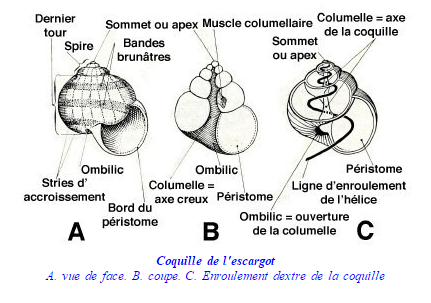 Dernier
tour
Spire
Sommet ou apex
Bandes
brunâtres
Muscle columellaire
Columelle = axe
de la coquille
Sommet
ou apex
Ombilic
Stries d'
accroissement
Bord du
péristome
A
Ombilic
Columelle =
axe creux
Péristome
B
Péristome
Ligne d'enroulement
de l'hélice
Ombilic = ouverture
de la columelle
C
Coquille de l'escargot
A. vue de face. B. coupe. C. Enroulement dextre de la coquille